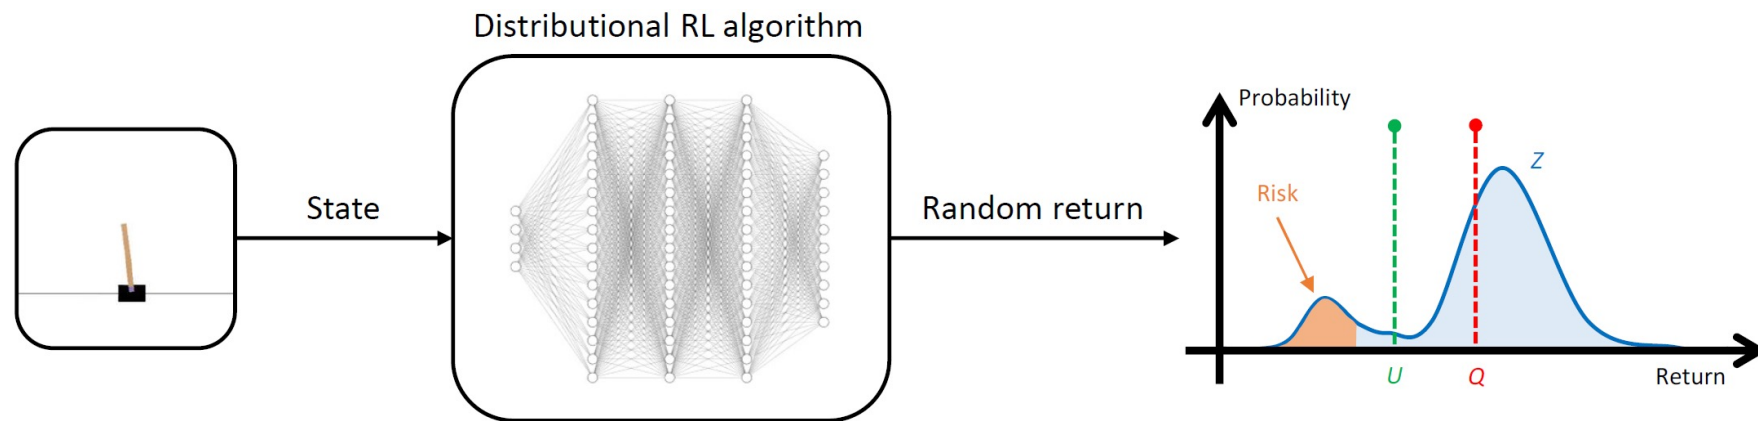 Distributional RL algorithm
State
Random return
Probability
Z
Risk
U
Q
Return